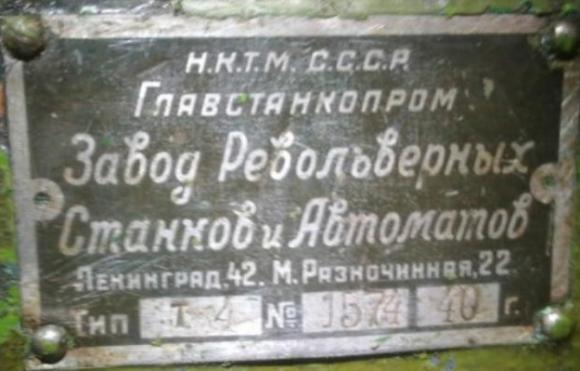 Н.К.Т.М. С.С.С.Р.
Главстанкопром
Завод Револьверных
Станков и Автоматов
Ленинград, 42. М. Разночинная, 22
Тип Т 4 № 1574 40 г.